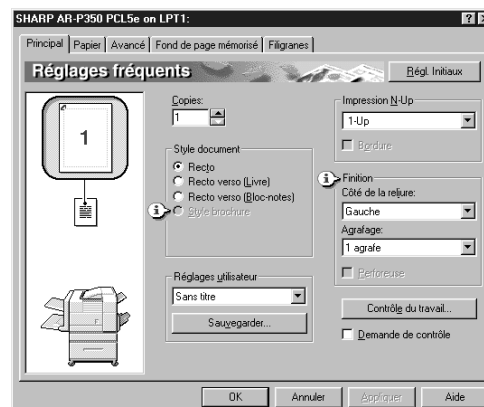 SHARP AR-P350 PCL5e on LPT1:
Principal Papier Avancé Fond de page mémorisé Filigranes
Réglages fréquents
Régl. Initiaux
1
Copies:
1
Style document
Recto
Recto verso (Livre)
Recto verso (Bloc-notes)
Style brochure
Réglages utilisateur
Sans titre
Sauvegarder...
Impression N-Up
1-Up
Bordure
Finition
Côté de la reljure:
Gauche
Agrafage:
1 agrafe
Perforeuse
Contrôle du travail...
Demande de contrôle
OK Annuler Appliquer Aide